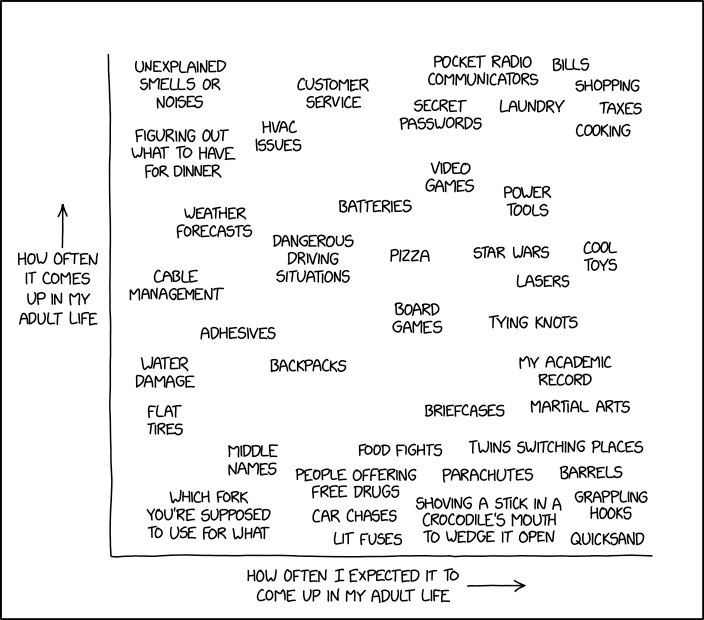 UNEXPLAINED
SMELLS OR
NOISES
CUSTOMER
SERVICE
POCKET RADIO
COMMUNICATORS
BILLS
SHOPPING
SECRET
PASSWORDS
LAUNDRY
TAXES
COOKING
FIGURING OUT
WHAT TO HAVE
FOR DINNER
HVAC
ISSUES
VIDEO
GAMES
POWER
TOOLS
BATTERIES
WEATHER
FORECASTS
DANGEROUS
DRIVING
SITUATIONS
PIZZA
STAR WARS
COOL
TOYS
LASERS
CABLE
MANAGEMENT
BOARD
GAMES
TYING KNOTS
ADHESIVES
WATER
DAMAGE
BACKPACKS
MY ACADEMIC
RECORD
FLAT
TIRES
BRIEFCASES
MARTIAL ARTS
MIDDLE
NAMES
FOOD FIGHTS
TWINS SWITCHING PLACES
PEOPLE OFFERING
FREE DRUGS
PARACHUTES
BARRELS
WHICH FORK
YOU'RE SUPPOSED
TO USE FOR WHAT
CAR CHASES
SHOVING A STICK IN A
CROCODILE'S MOUTH
TO WEDGE IT OPEN
GRAPPLING
HOOKS
LIT FUSES
QUICKSAND
HOW OFTEN
IT COMES
UP IN MY
ADULT LIFE
HOW OFTEN I EXPECTED IT TO
COME UP IN MY ADULT LIFE